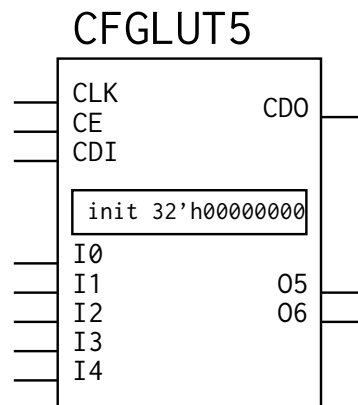 CFGLUT5
CLK
CE
CDI
CDO
init 32'h00000000
I0
I1
I2
I3
I4
O5
O6